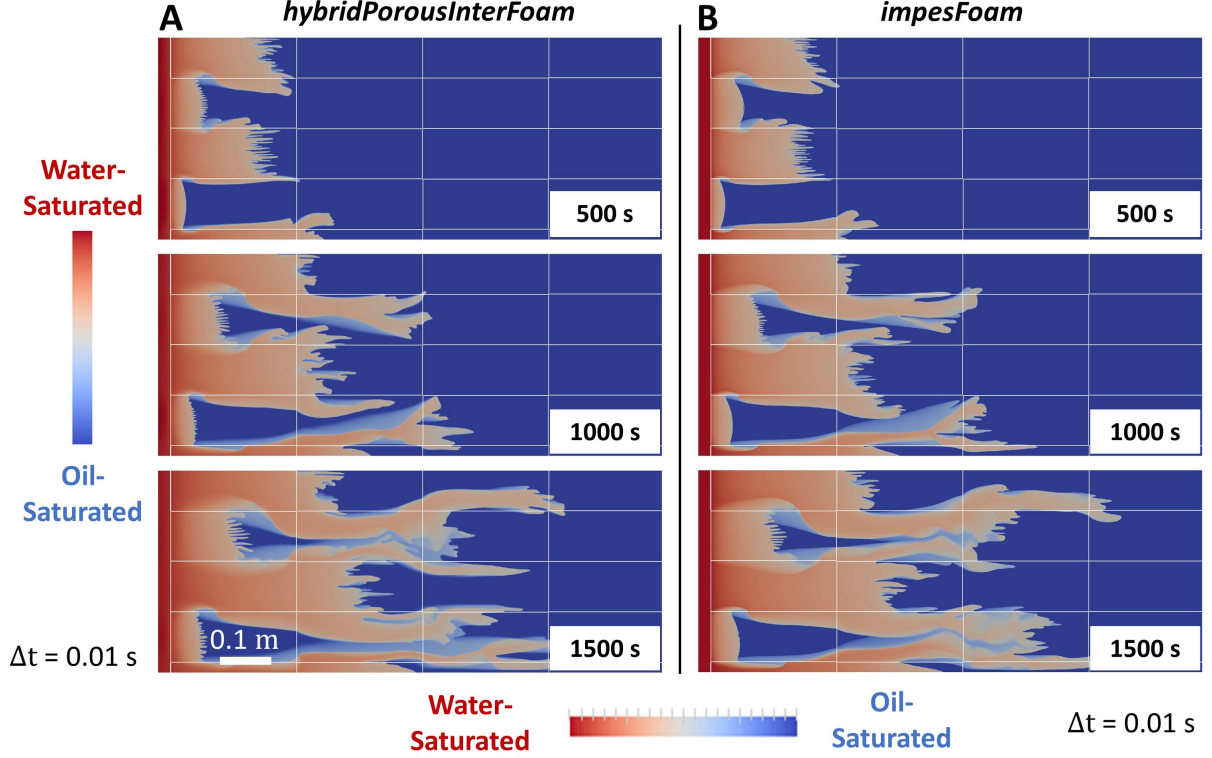 A
hybridPorousInterFoam
B
impesFoam
Water-
Saturated
Oil-
Saturated
500 s
500 s
1000 s
1000 s
0.1 m
1500 s
1500 s
Δt = 0.01 s
Water-
Saturated
Oil-
Saturated
Δt = 0.01 s